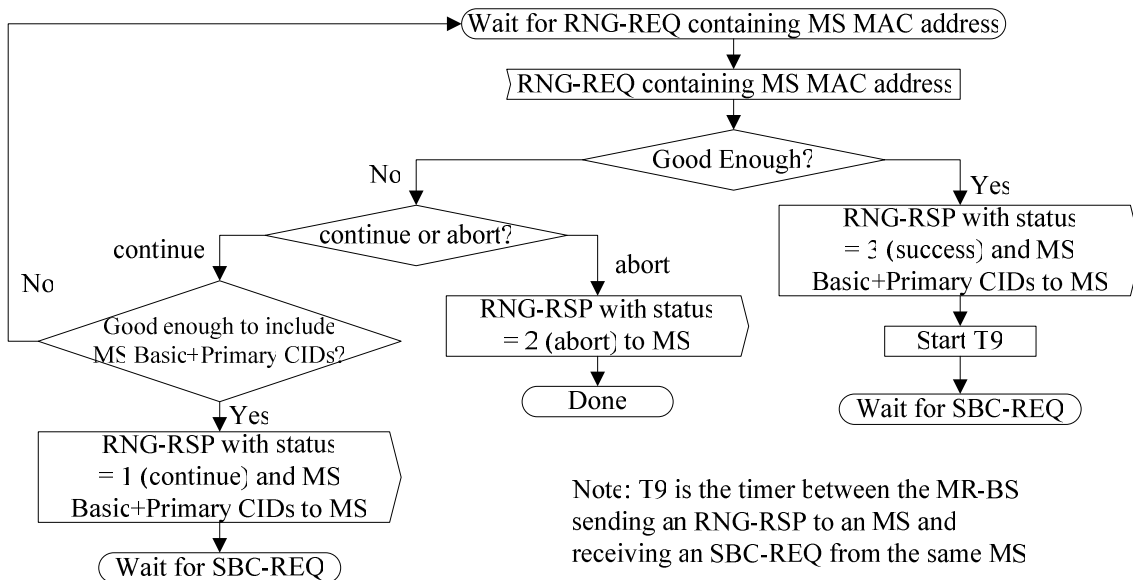 Wait for RNG-REQ containing MS MAC address
RNG-REQ containing MS MAC address
Good Enough?
No
Yes
continue or abort?
RNG-RSP with status
= 3 (success) and MS
Basic+Primary CIDs to MS
continue
abort
No
Good enough to include
MS Basic+Primary CIDs?
RNG-RSP with status
= 2 (abort) to MS
Start T9
Done
Wait for SBC-REQ
Yes
RNG-RSP with status
= 1 (continue) and MS
Basic+Primary CIDs to MS
Wait for SBC-REQ
Note: T9 is the timer between the MR-BS
sending an RNG-RSP to an MS and
receiving an SBC-REQ from the same MS